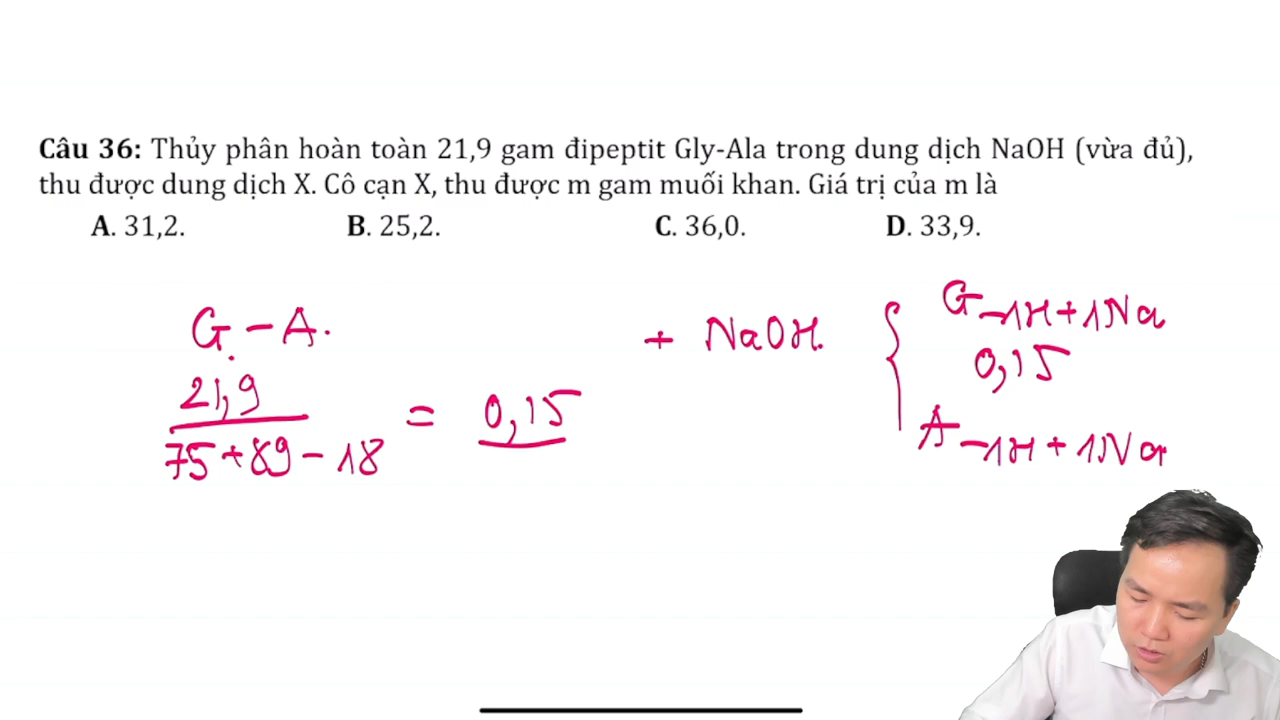 Câu 36: Thủy phân hoàn toàn 21,9 gam đipeptit Gly-Ala trong dung dịch NaOH (vừa đủ),
thu được dung dịch X. Cô cạn X, thu được m gam muối khan. Giá trị của m là
A. 31,2. B. 25,2. C. 36,0. D. 33,9.
G - A.
21,9
75+89-18
= 0,15
+ NaOH.
G -1H+1Na
0,15
A -1H+1Na